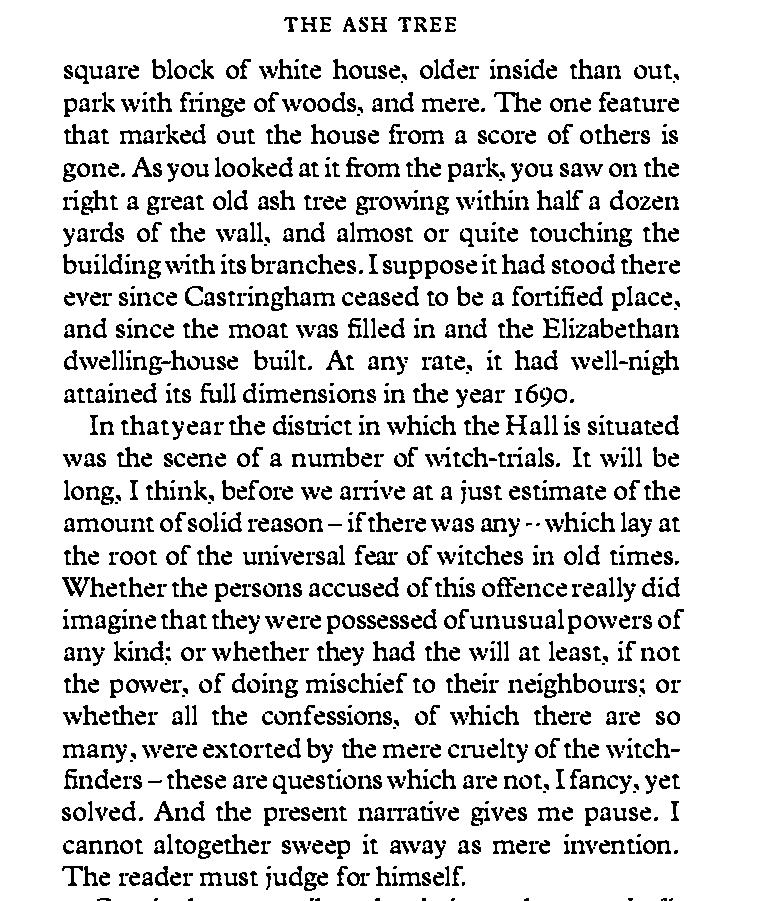 THE ASH TREE
square block of white house, older inside than out,
park with fringe of woods, and mere. The one feature
that marked out the house from a score of others is
gone. As you looked at it from the park, you saw on the
right a great old ash tree growing within half a dozen
yards of the wall, and almost or quite touching the
building with its branches. I suppose it had stood there
ever since Castringham ceased to be a fortified place,
and since the moat was filled in and the Elizabethan
dwelling-house built. At any rate, it had well-nigh
attained its full dimensions in the year 1690.
In that year the district in which the Hall is situated
was the scene of a number of witch-trials. It will be
long, I think, before we arrive at a just estimate of the
amount of solid reason – if there was any -- which lay at
the root of the universal fear of witches in old times.
Whether the persons accused of this offence really did
imagine that they were possessed of unusual powers of
any kind; or whether they had the will at least, if not
the power, of doing mischief to their neighbours; or
whether all the confessions, of which there are so
many, were extorted by the mere cruelty of the witch-
finders – these are questions which are not, I fancy, yet
solved. And the present narrative gives me pause. I
cannot altogether sweep it away as mere invention.
The reader must judge for himself.